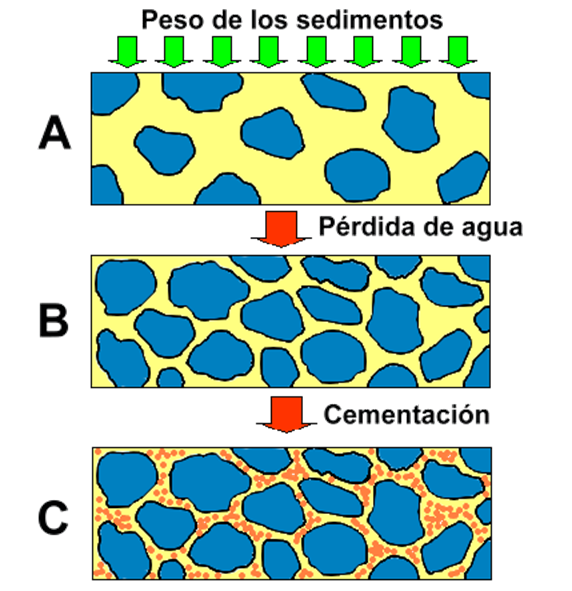 Peso de los sedimentos
A
Pérdida de agua
B
Cementación
C